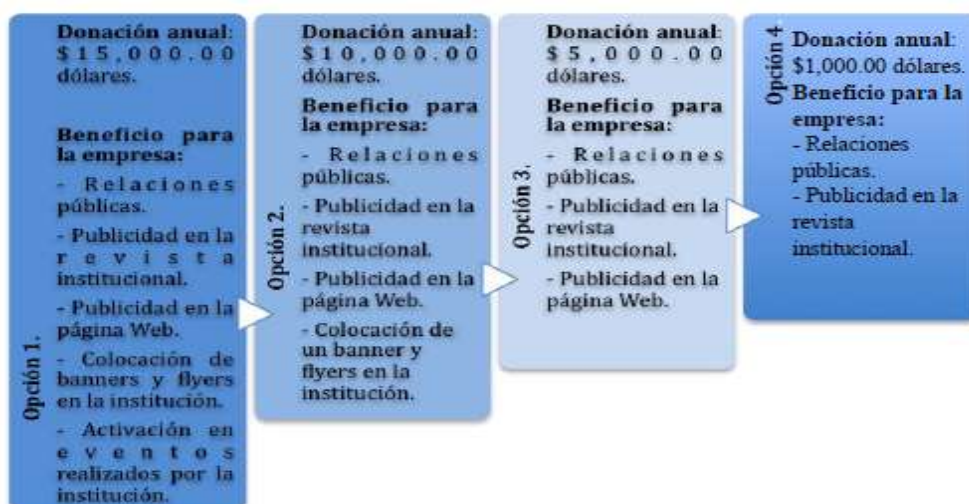 Opción 1.
Donación anual:
$15,000.00
dólares.
Beneficio para
la empresa:
- Relaciones
públicas.
- Publicidad en la
revista
institucional.
- Publicidad en la
página Web.
- Colocación de
banners y flyers
en la institución.
- Activación en
eventos
realizados por la
institución.
Opción 2.
Donación anual:
$10,000.00
dólares.
Beneficio para
la empresa:
- Relaciones
públicas.
- Publicidad en la
revista
institucional.
- Publicidad en la
página Web.
- Colocación de
un banner y
flyers en la
institución.
Opción 3.
Donación anual:
$5,000.00
dólares.
Beneficio para
la empresa:
- Relaciones
públicas.
- Publicidad en la
revista
institucional.
- Publicidad en la
página Web.
Opción 4.
Donación anual:
$1,000.00 dólares.
Beneficio para la
empresa:
- Relaciones
públicas.
- Publicidad en la
revista
institucional.